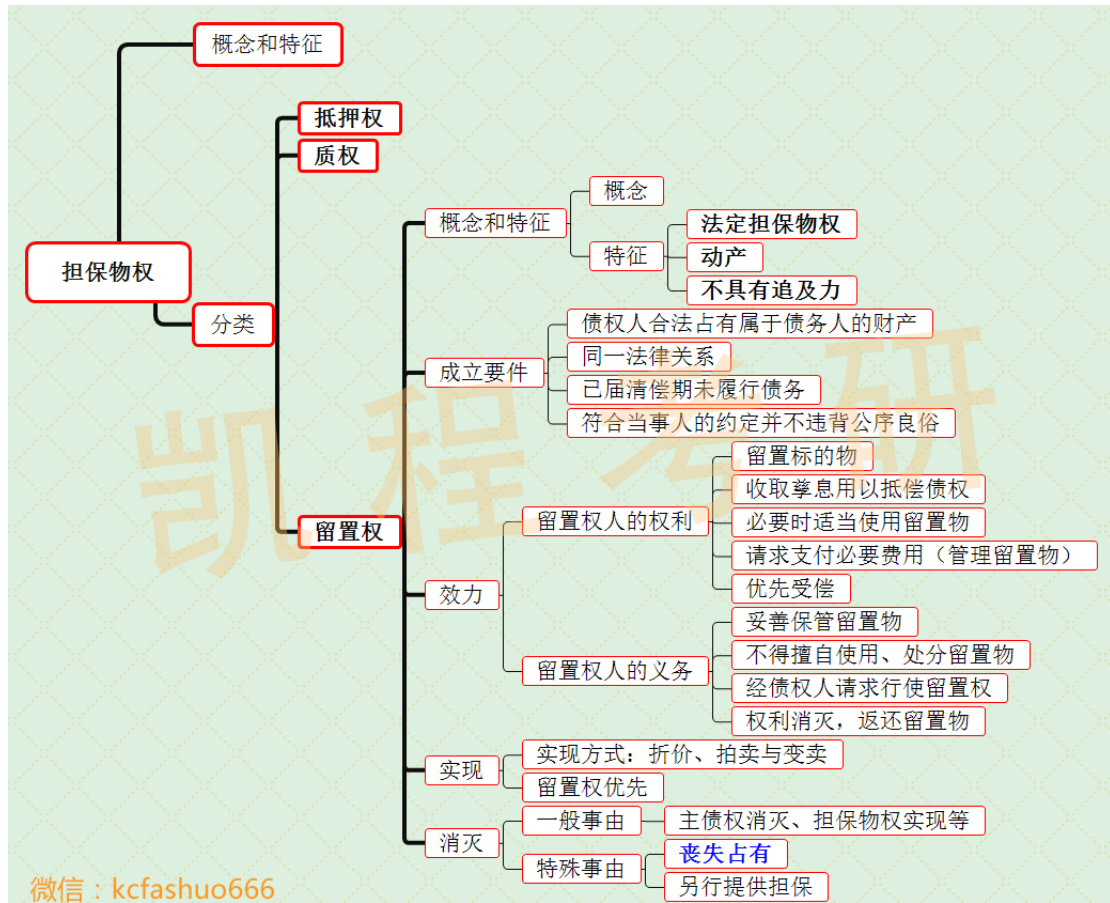 概念和特征
抵押权
质权
担保物权
分类
留置权
概念和特征
概念
特征
法定担保物权
动产
不具有追及力
成立要件
债权人合法占有属于债务人的财产
同一法律关系
已届清偿期未履行债务
符合当事人的约定并不违背公序良俗
效力
留置权人的权利
留置标的物
收取孳息用以抵偿债权
必要时适当使用留置物
请求支付必要费用（管理留置物）
优先受偿
留置权人的义务
妥善保管留置物
不得擅自使用、处分留置物
经债权人请求行使留置权
权利消灭，返还留置物
实现
实现方式：折价、拍卖与变卖
留置权优先
消灭
一般事由
主债权消灭、担保物权实现等
特殊事由
丧失占有
另行提供担保
凯程考研
微信：kcfashuo666